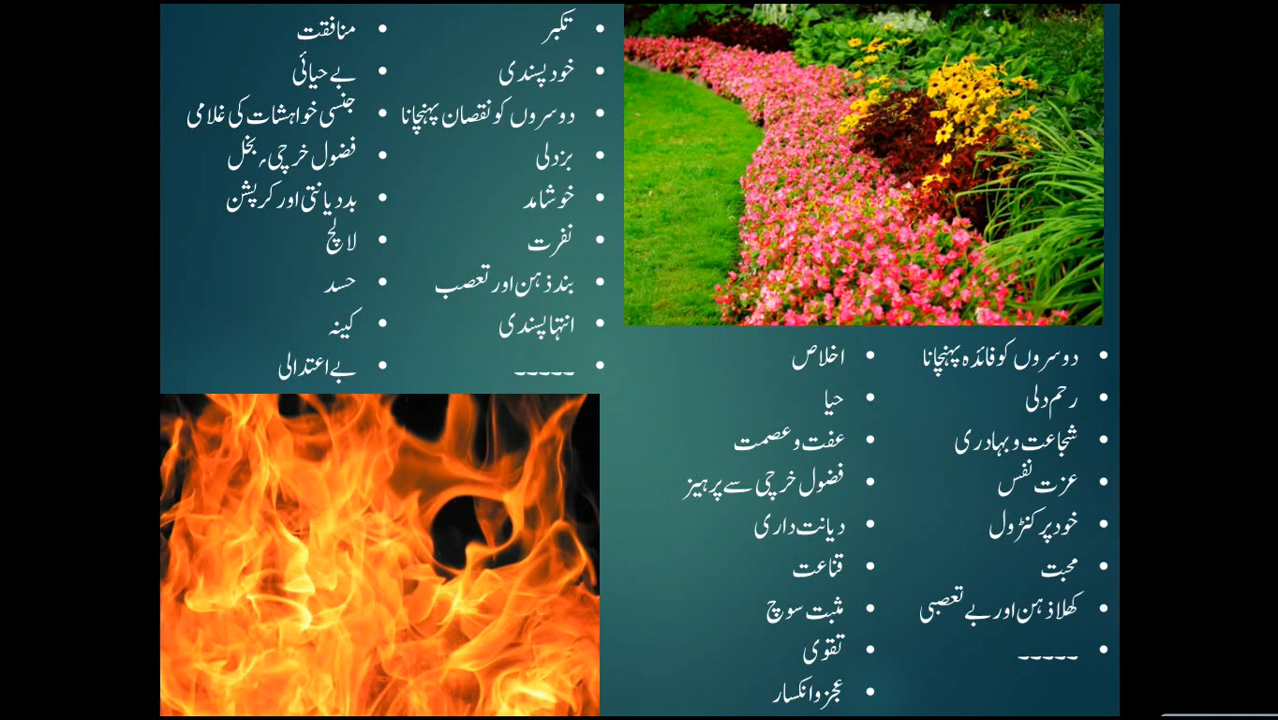 تکبر
خود پسندی
دوسروں کو نقصان پہنچانا
بزدلی
خوشامد
نفرت
بند ذہن اور تعصب
انتہا پسندی
-----
منافقت
بے حیائی
جنسی خواہشات کی غلامی
فضول خرچی، بخل
بددیانتی اور کرپشن
لالچ
حسد
کینہ
بے اعتدالی
دوسروں کو فائدہ پہنچانا
رحم دلی
شجاعت و بہادری
عزت نفس
خود پر کنٹرول
محبت
کھلا ذہن اور بے تعصبی
-----
اخلاص
حیا
عفت و عصمت
فضول خرچی سے پرہیز
دیانت داری
قناعت
مثبت سوچ
تقوی
عجز و انکسار